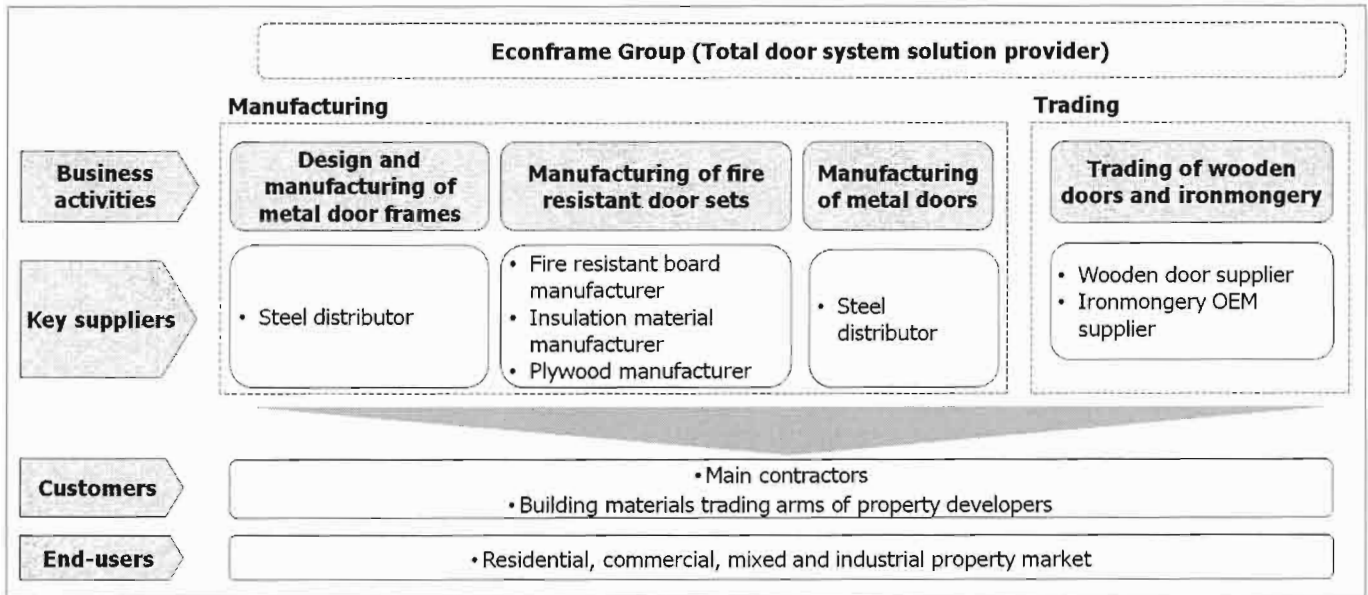 Econframe Group (Total door system solution provider)
Manufacturing
Trading
Business
activities
Design and
manufacturing of
metal door frames
Manufacturing of fire
resistant door sets
Manufacturing
of metal doors
Trading of wooden
doors and ironmongery
Key suppliers
• Steel distributor
• Fire resistant board
manufacturer
• Insulation material
manufacturer
• Plywood manufacturer
• Steel
distributor
• Wooden door supplier
• Ironmongery OEM
supplier
Customers
•Main contractors
•Building materials trading arms of property developers
End-users
•Residential, commercial, mixed and industrial property market